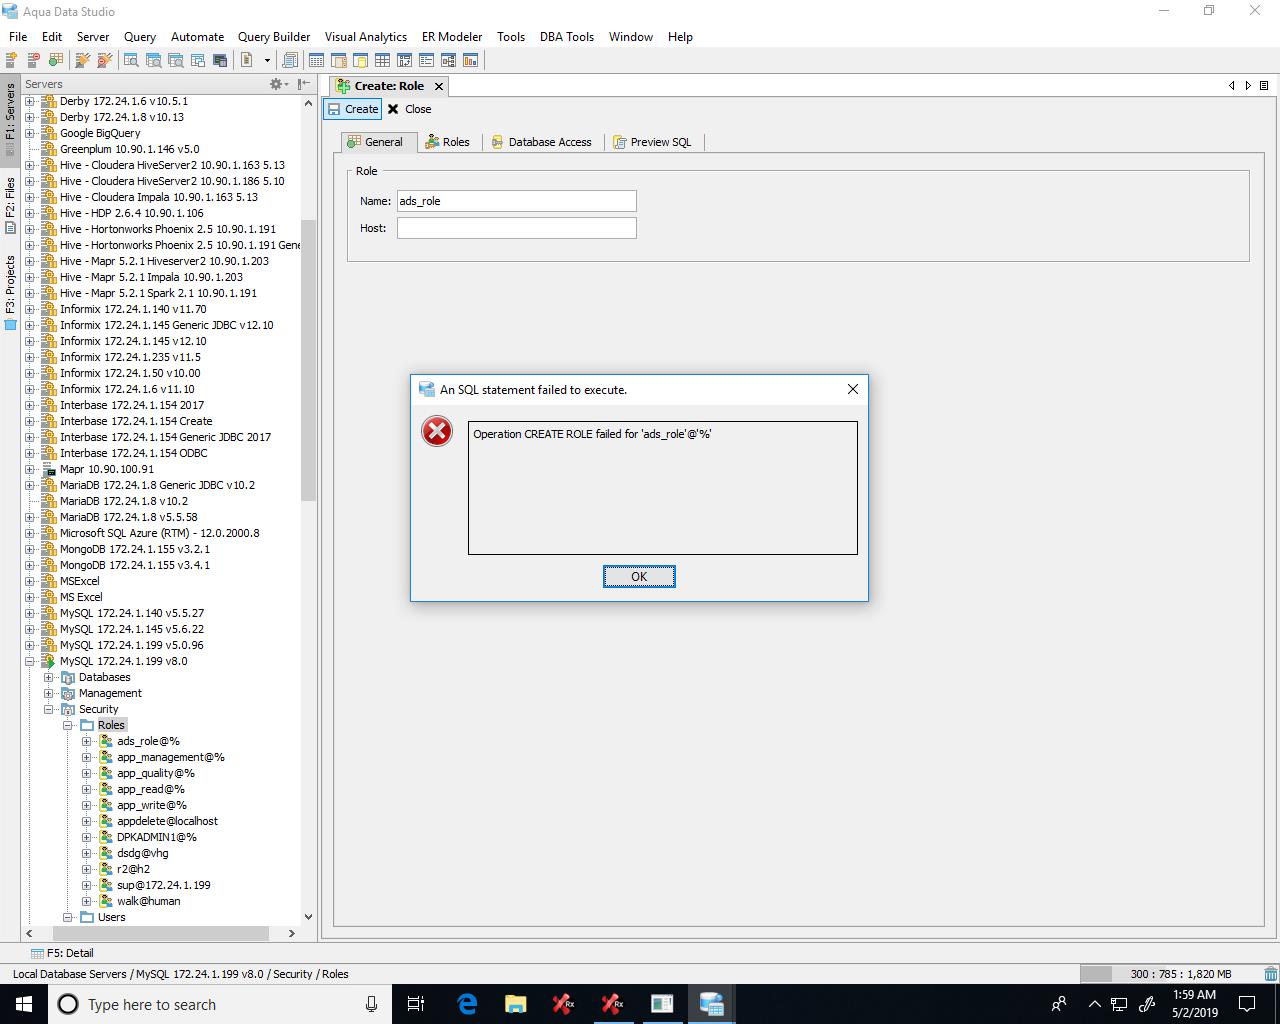 Aqua Data Studio
File Edit Server Query Automate Query Builder Visual Analytics ER Modeler Tools DBA Tools Window Help
F1: Servers
F2: Files
F3: Projects
Servers
Derby 172.24.1.6 v10.5.1
Derby 172.24.1.8 v10.13
Google BigQuery
Greenplum 10.90.1.146 v5.0
Hive - Cloudera HiveServer2 10.90.1.163 5.13
Hive - Cloudera HiveServer2 10.90.1.186 5.10
Hive - Cloudera Impala 10.90.1.163 5.13
Hive - HDP 2.6.4 10.90.1.106
Hive - Hortonworks Phoenix 2.5 10.90.1.191
Hive - Hortonworks Phoenix 2.5 10.90.1.191 Gene
Hive - Mapr 5.2.1 Hiveserver2 10.90.1.203
Hive - Mapr 5.2.1 Impala 10.90.1.203
Hive - Mapr 5.2.1 Spark 2.1 10.90.1.191
Informix 172.24.1.140 v11.70
Informix 172.24.1.145 Generic JDBC v12.10
Informix 172.24.1.145 v12.10
Informix 172.24.1.235 v11.5
Informix 172.24.1.50 v10.00
Informix 172.24.1.6 v11.10
Interbase 172.24.1.154 2017
Interbase 172.24.1.154 Create
Interbase 172.24.1.154 Generic JDBC 2017
Interbase 172.24.1.154 ODBC
Mapr 10.90.100.91
MariaDB 172.24.1.8 Generic JDBC v10.2
MariaDB 172.24.1.8 v10.2
MariaDB 172.24.1.8 v5.5.58
Microsoft SQL Azure (RTM) - 12.0.2000.8
MongoDB 172.24.1.155 v3.2.1
MongoDB 172.24.1.155 v3.4.1
MSExcel
MS Excel
MySQL 172.24.1.140 v5.5.27
MySQL 172.24.1.145 v5.6.22
MySQL 172.24.1.199 v5.0.96
MySQL 172.24.1.199 v8.0
Databases
Management
Security
Roles
ads_role@%
app_management@%
app_quality@%
app_read@%
app_write@%
appdelete@localhost
DPKADMIN1@%
dsdg@vhg
r2@h2
sup@172.24.1.199
walk@human
Users
Create: Role
Create Close
General Roles Database Access Preview SQL
Role
Name: ads_role
Host:
An SQL statement failed to execute.
Operation CREATE ROLE failed for 'ads_role'@'%'
OK
F5: Detail
Local Database Servers / MySQL 172.24.1.199 v8.0 / Security / Roles
300 : 785 : 1,820 MB
Type here to search
1:59 AM
5/2/2019